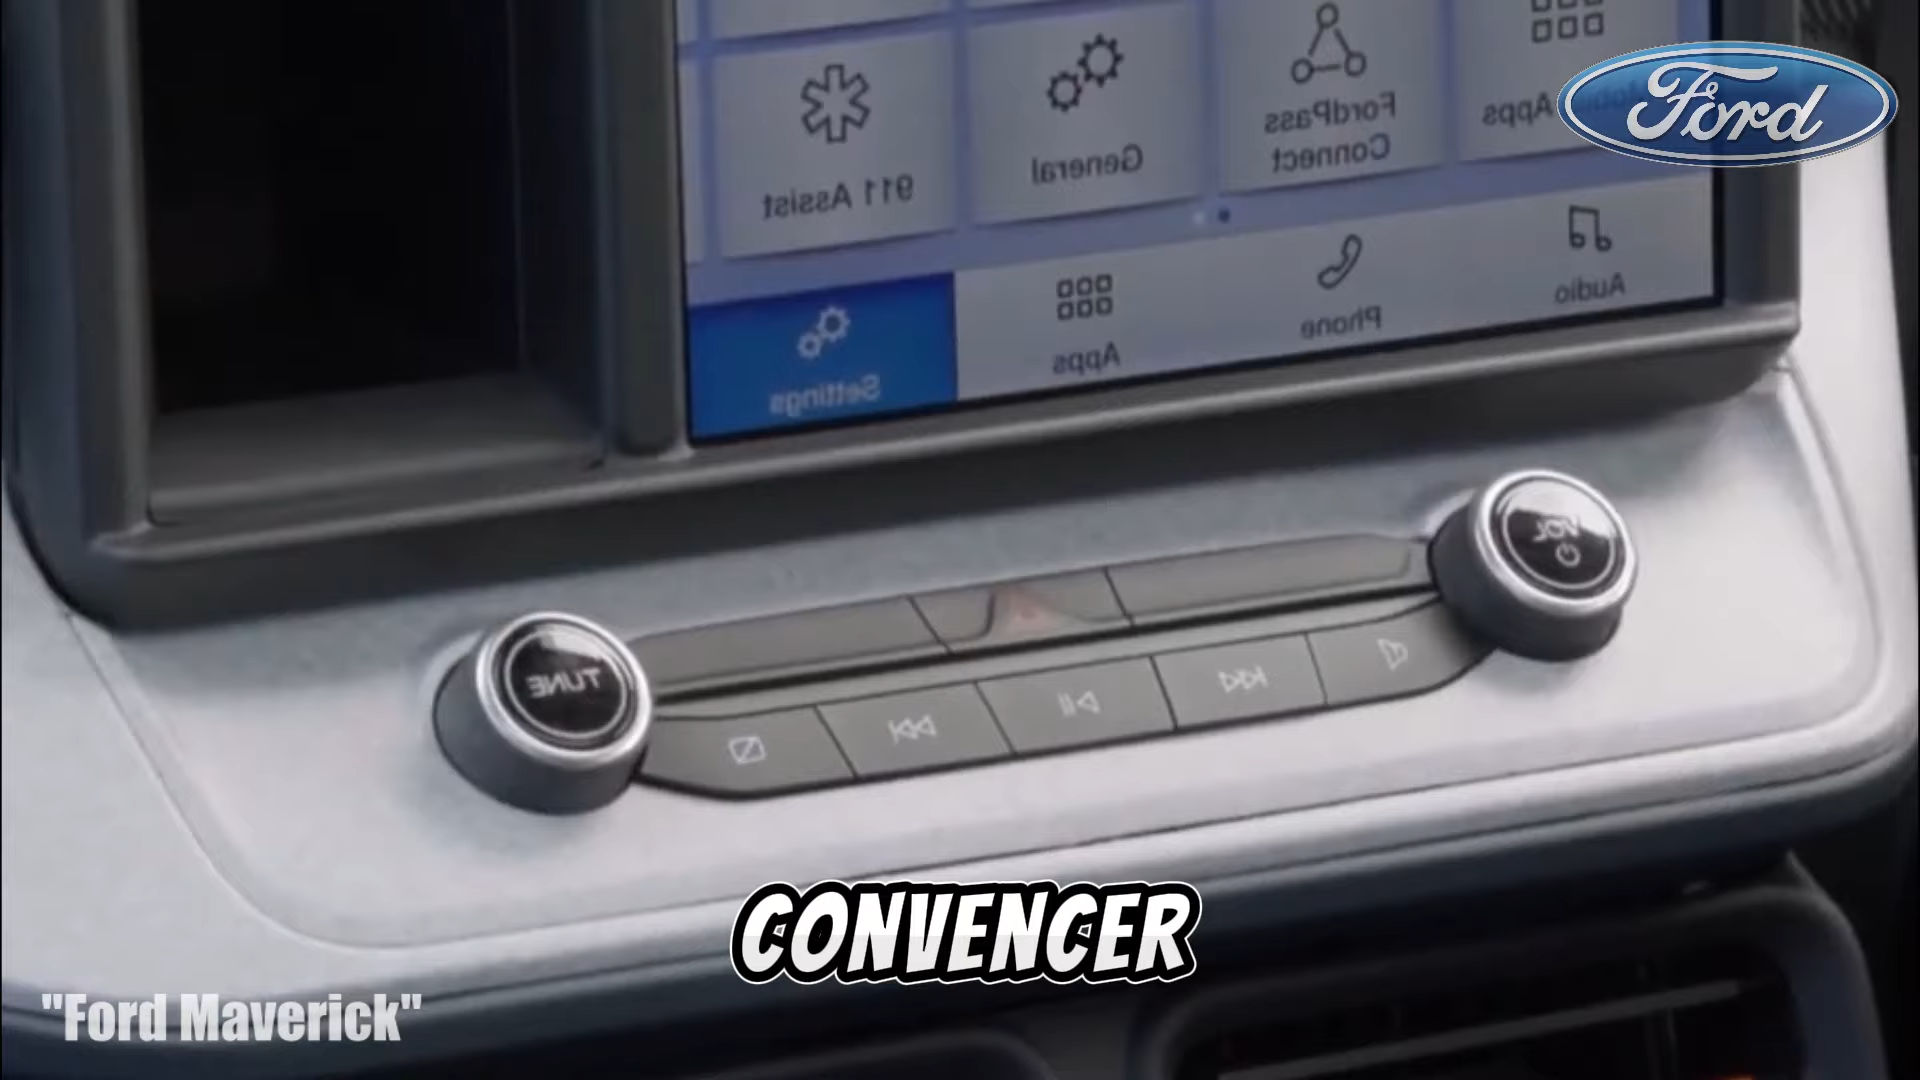 Ford
Apps
FordPass
Connect
General
911 Assist
Audio
Phone
Apps
Settings
VOL
TUNE
CONVENCER
"Ford Maverick"